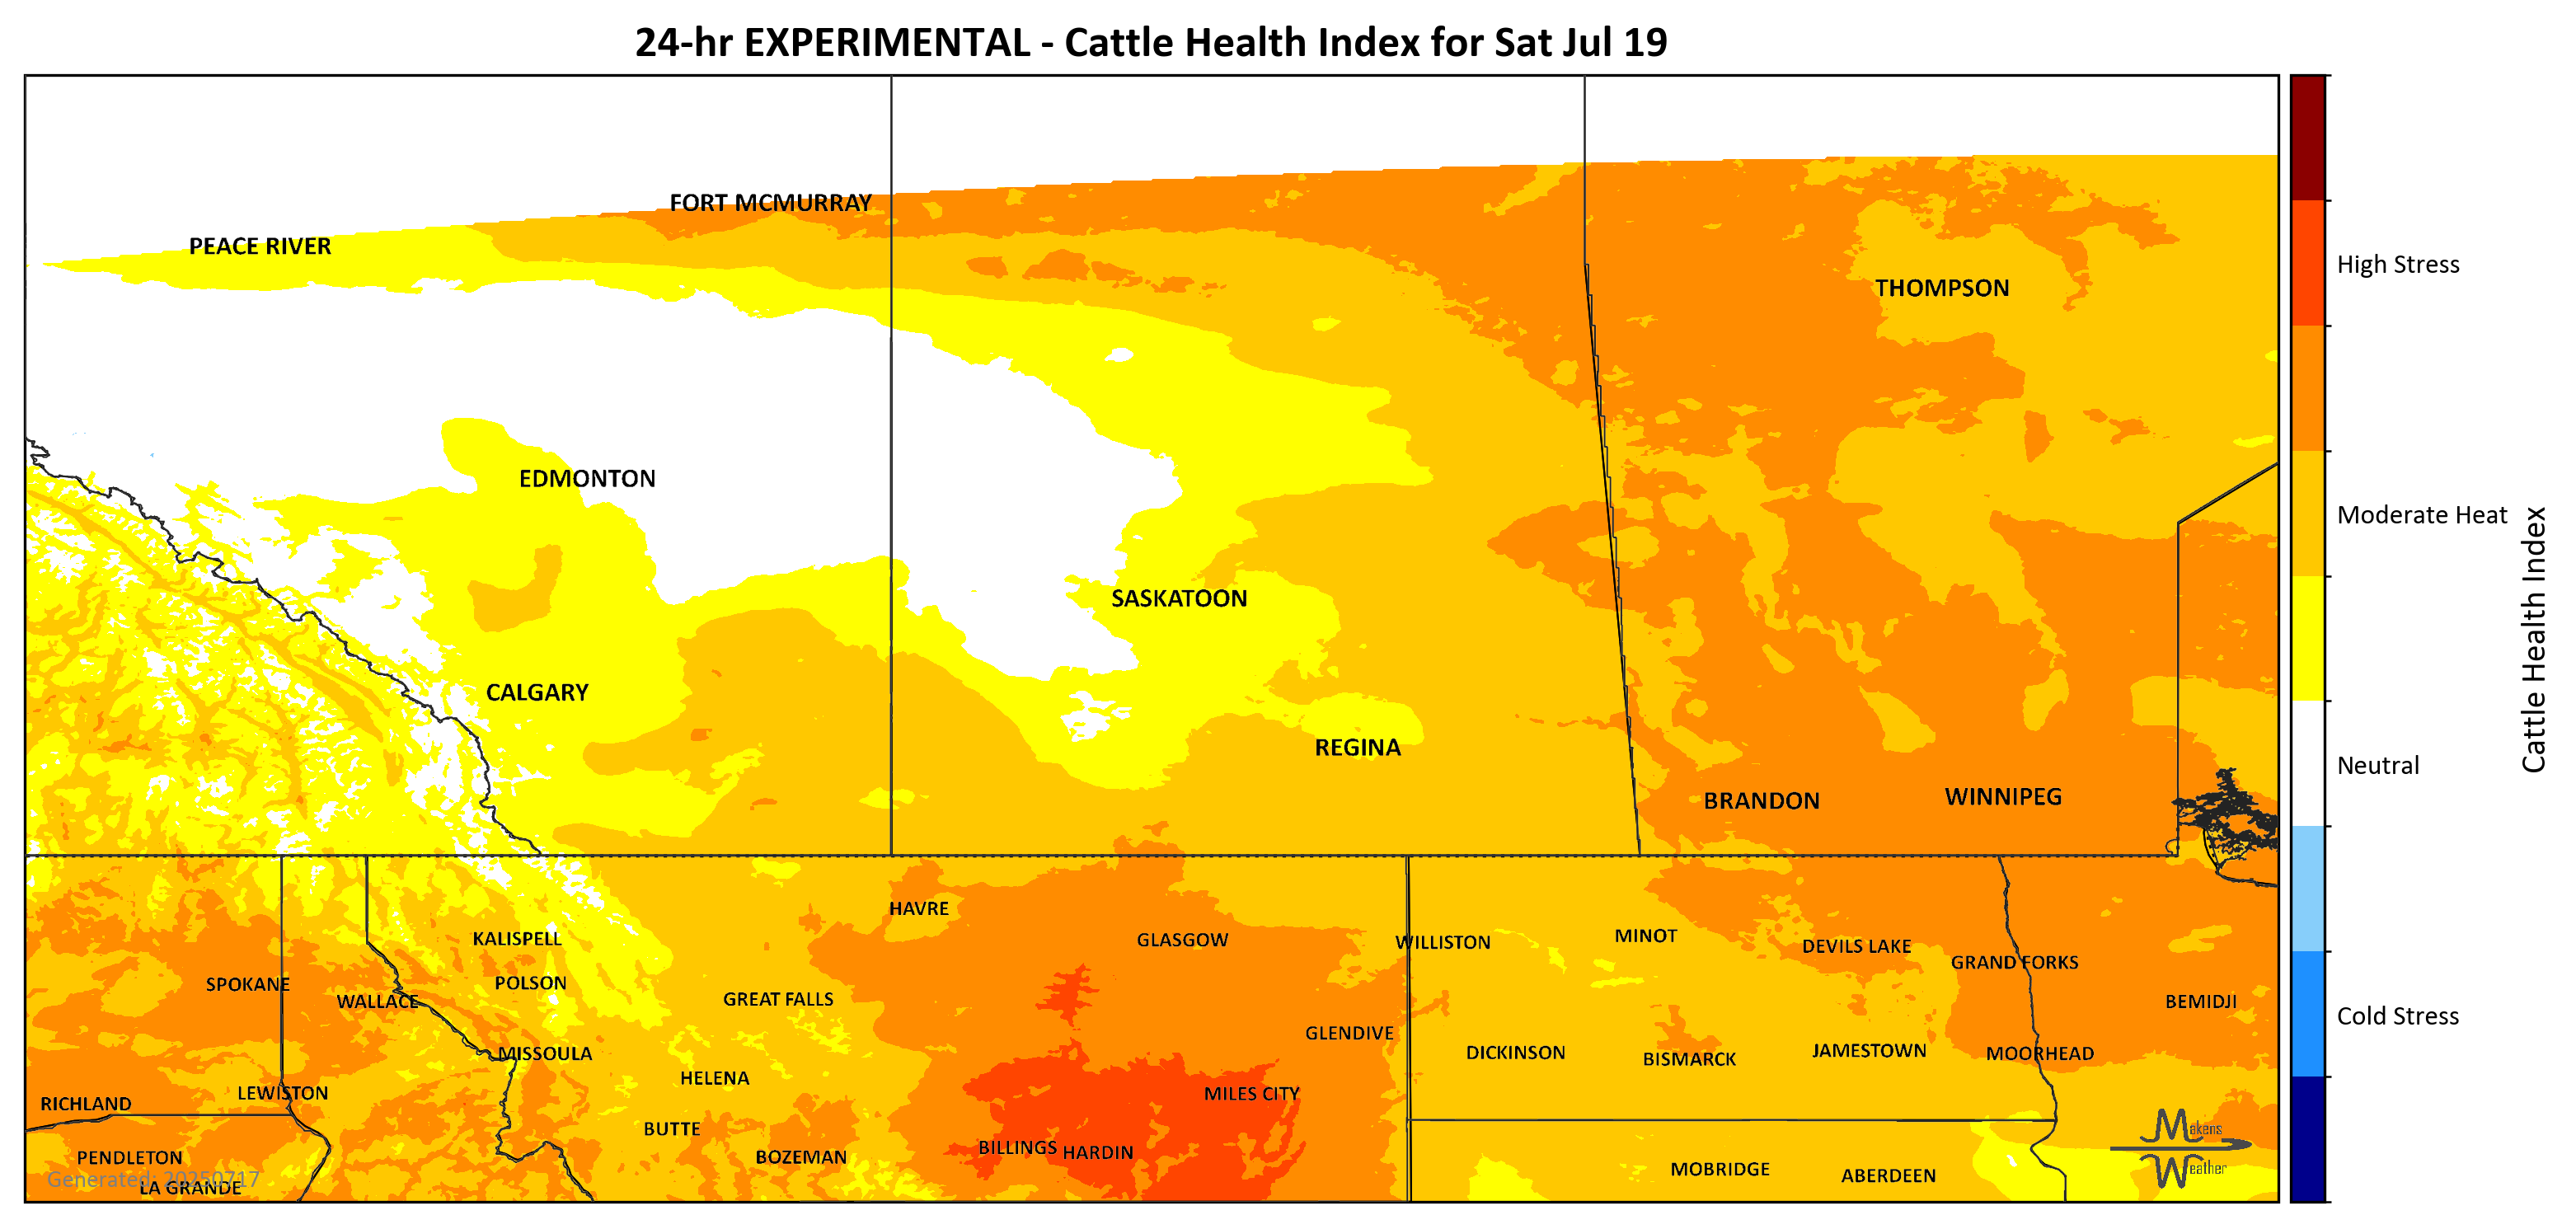 24-hr EXPERIMENTAL - Cattle Health Index for Sat Jul 19
FORT MCMURRAY
PEACE RIVER
THOMPSON
EDMONTON
SASKATOON
CALGARY
REGINA
BRANDON
WINNIPEG
HAVRE
KALISPELL
GLASGOW
WILLISTON
MINOT
DEVILS LAKE
GRAND FORKS
SPOKANE
POLSON
WALLACE
GREAT FALLS
BEMIDJI
GLENDIVE
MISSOULA
DICKINSON
BISMARCK
JAMESTOWN
MOORHEAD
HELENA
LEWISTON
MILES CITY
RICHLAND
BUTTE
BILLINGS
HARDIN
PENDLETON
BOZEMAN
MOBRIDGE
ABERDEEN
LA GRANDE
Generated: 20250717
Makens
Weather
High Stress
Moderate Heat
Neutral
Cold Stress
Cattle Health Index